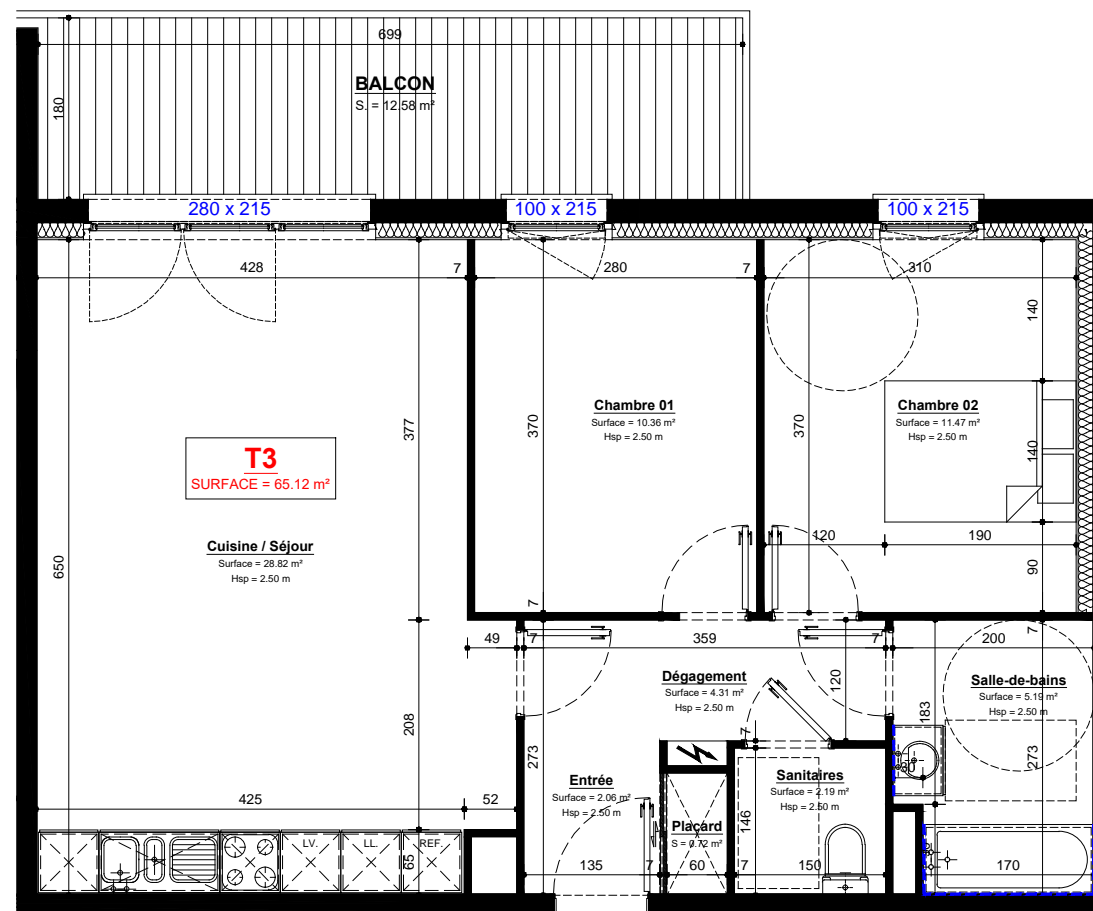 699
BALCON
S. = 12.58 m²
180
280 x 215
100 x 215
100 x 215
428
7
280
7
310
140
377
370
370
Chambre 01
Surface = 10.36 m²
Hsp = 2.50 m
Chambre 02
Surface = 11.47 m²
Hsp = 2.50 m
140
T3
SURFACE = 65.12 m²
Cuisine / Séjour
Surface = 28.82 m²
Hsp = 2.50 m
650
120
190
90
7
7
49
7
359
7
200
Dégagement
Surface = 4.31 m²
Hsp = 2.50 m
120
Salle-de-bains
Surface = 5.19 m²
Hsp = 2.50 m
183
208
273
7
273
Entrée
Surface = 2.06 m²
Hsp = 2.50 m
Sanitaires
Surface = 2.19 m²
Hsp = 2.50 m
425
52
Placard
S = 0.72 m²
146
LV.
LL.
REF.
65
135
7
60
7
150
170